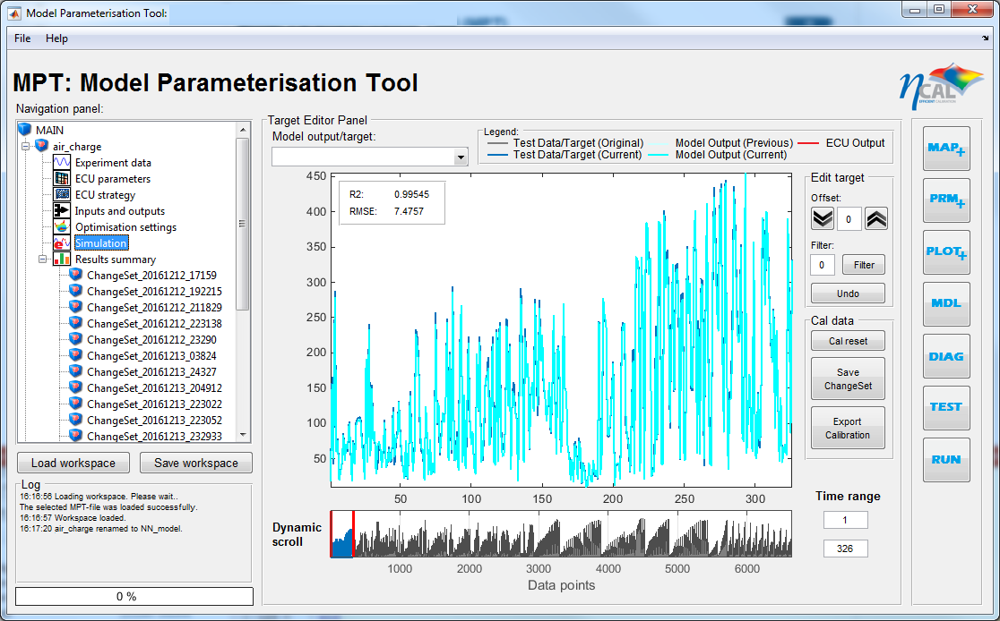 Model Parameterisation Tool:
File Help
MPT: Model Parameterisation Tool
nCAL
EFFICIENT CALIBRATION
Navigation panel:
MAIN
air_charge
Experiment data
ECU parameters
ECU strategy
Inputs and outputs
Optimisation settings
Simulation
Results summary
ChangeSet_20161212_17159
ChangeSet_20161212_192215
ChangeSet_20161212_211829
ChangeSet_20161212_223138
ChangeSet_20161212_23290
ChangeSet_20161213_03824
ChangeSet_20161213_24327
ChangeSet_20161213_204912
ChangeSet_20161213_223022
ChangeSet_20161213_223052
ChangeSet_20161213_232933
Load workspace Save workspace
Log
16:16:56 Loading workspace. Please wait..
The selected MPT-file was loaded successfully.
16:16:57 Workspace loaded.
16:17:20 air_charge renamed to NN_model.
0 %
Target Editor Panel
Model output/target:
Legend:
Test Data/Target (Original) Model Output (Previous) ECU Output
Test Data/Target (Current) Model Output (Current)
R2: 0.99545
RMSE: 7.4757
450
400
350
300
250
200
150
100
50
50 100 150 200 250 300
Dynamic
scroll
1000 2000 3000 4000 5000 6000
Data points
Edit target
Offset:
0
Filter:
0 Filter
Undo
Cal data
Cal reset
Save
ChangeSet
Export
Calibration
Time range
1
326
MAP+
PRM+
PLOT+
MDL
DIAG
TEST
RUN